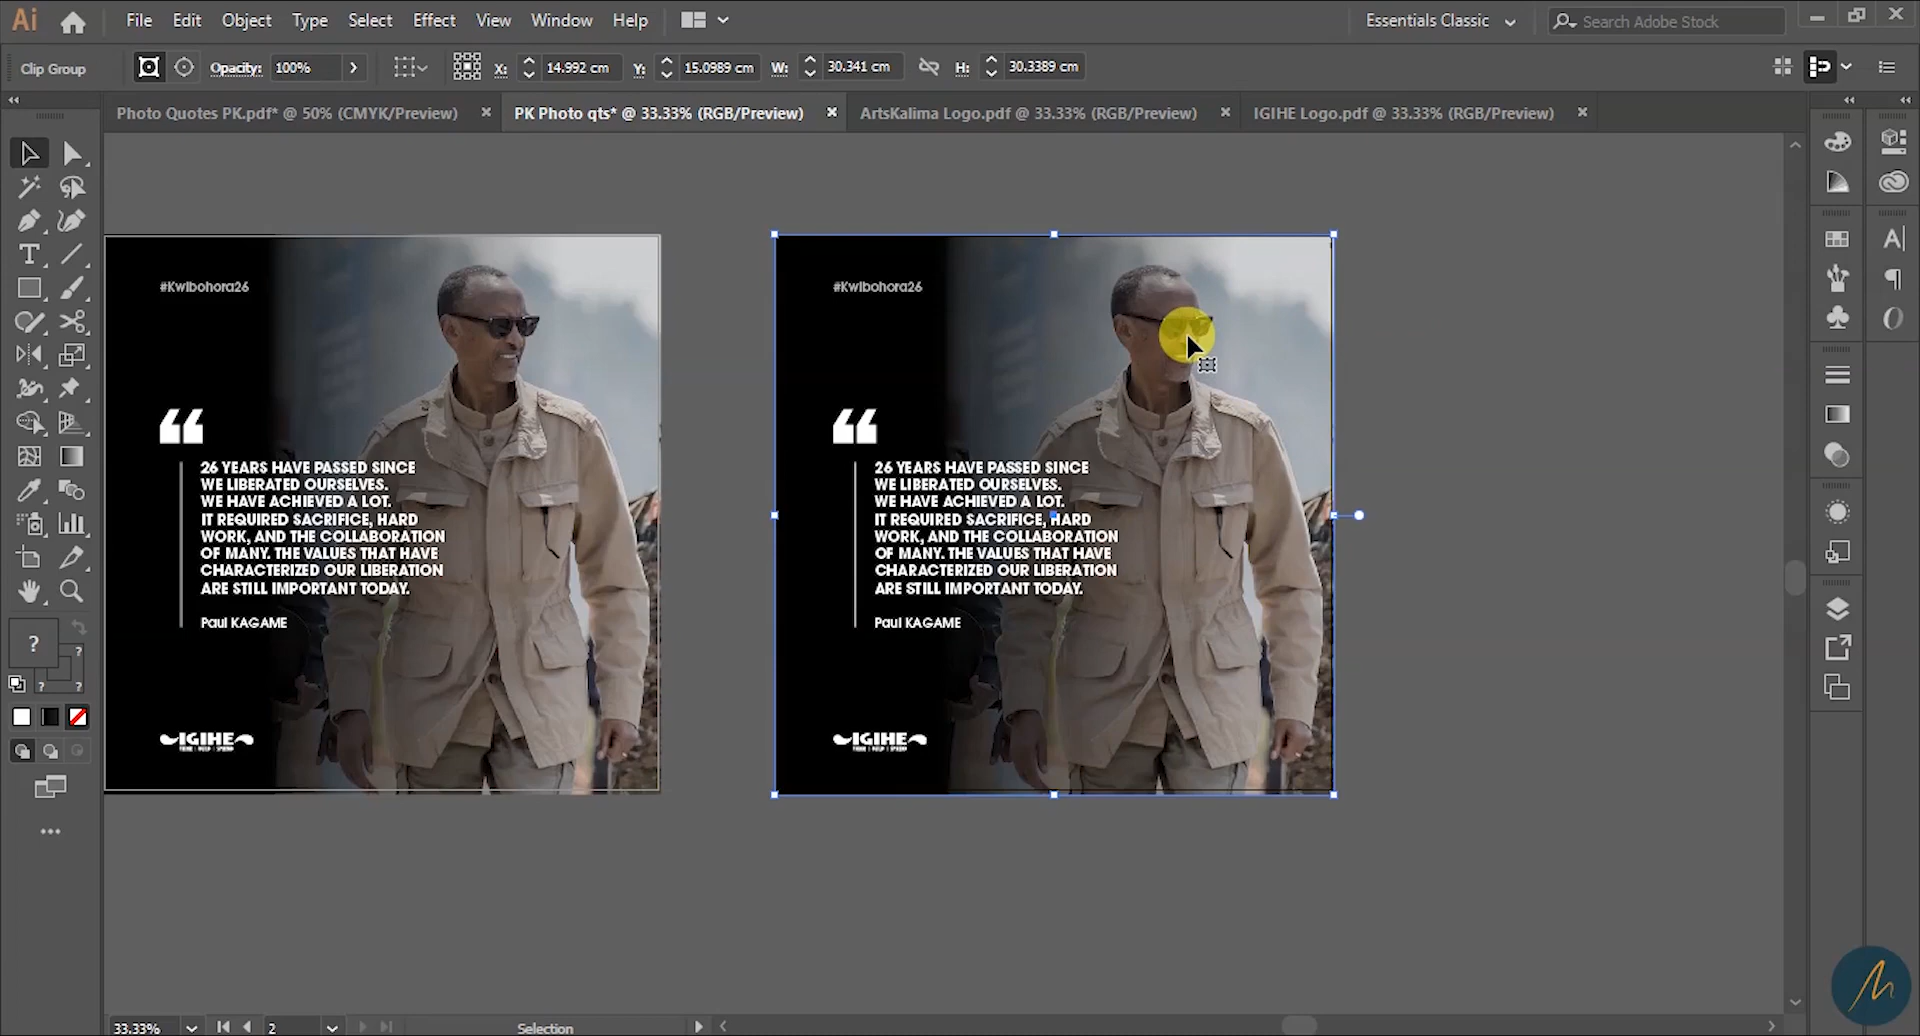 Ai
File Edit Object Type Select Effect View Window Help
Essentials Classic
Search Adobe Stock
Clip Group
Opacity: 100%
X: 14.992 cm
Y: 15.0989 cm
W: 30.341 cm
H: 30.3389 cm
Photo Quotes PK.pdf* @ 50% (CMYK/Preview)
PK Photo qts* @ 33.33% (RGB/Preview)
ArtsKalima Logo.pdf @ 33.33% (RGB/Preview)
IGIHE Logo.pdf @ 33.33% (RGB/Preview)
#Kwibohora26
“
26 YEARS HAVE PASSED SINCE
WE LIBERATED OURSELVES.
WE HAVE ACHIEVED A LOT.
IT REQUIRED SACRIFICE, HARD
WORK, AND THE COLLABORATION
OF MANY. THE VALUES THAT HAVE
CHARACTERIZED OUR LIBERATION
ARE STILL IMPORTANT TODAY.
Paul KAGAME
IGIHE
#Kwibohora26
“
26 YEARS HAVE PASSED SINCE
WE LIBERATED OURSELVES.
WE HAVE ACHIEVED A LOT.
IT REQUIRED SACRIFICE, HARD
WORK, AND THE COLLABORATION
OF MANY. THE VALUES THAT HAVE
CHARACTERIZED OUR LIBERATION
ARE STILL IMPORTANT TODAY.
Paul KAGAME
IGIHE
33.33%
2
Selection